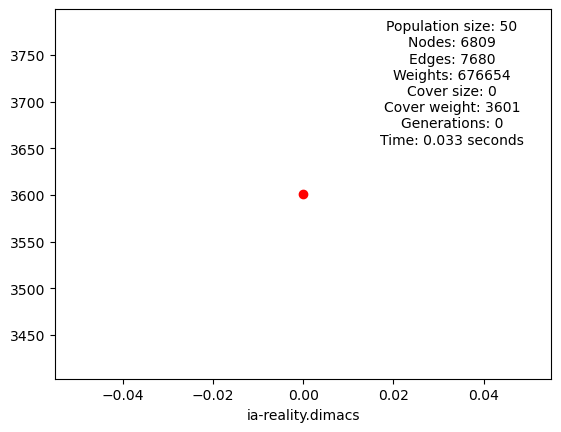 Population size: 50
Nodes: 6809
Edges: 7680
Weights: 676654
Cover size: 0
Cover weight: 3601
Generations: 0
Time: 0.033 seconds
3750
3700
3650
3600
3550
3500
3450
−0.04 −0.02 0.00 0.02 0.04
ia-reality.dimacs